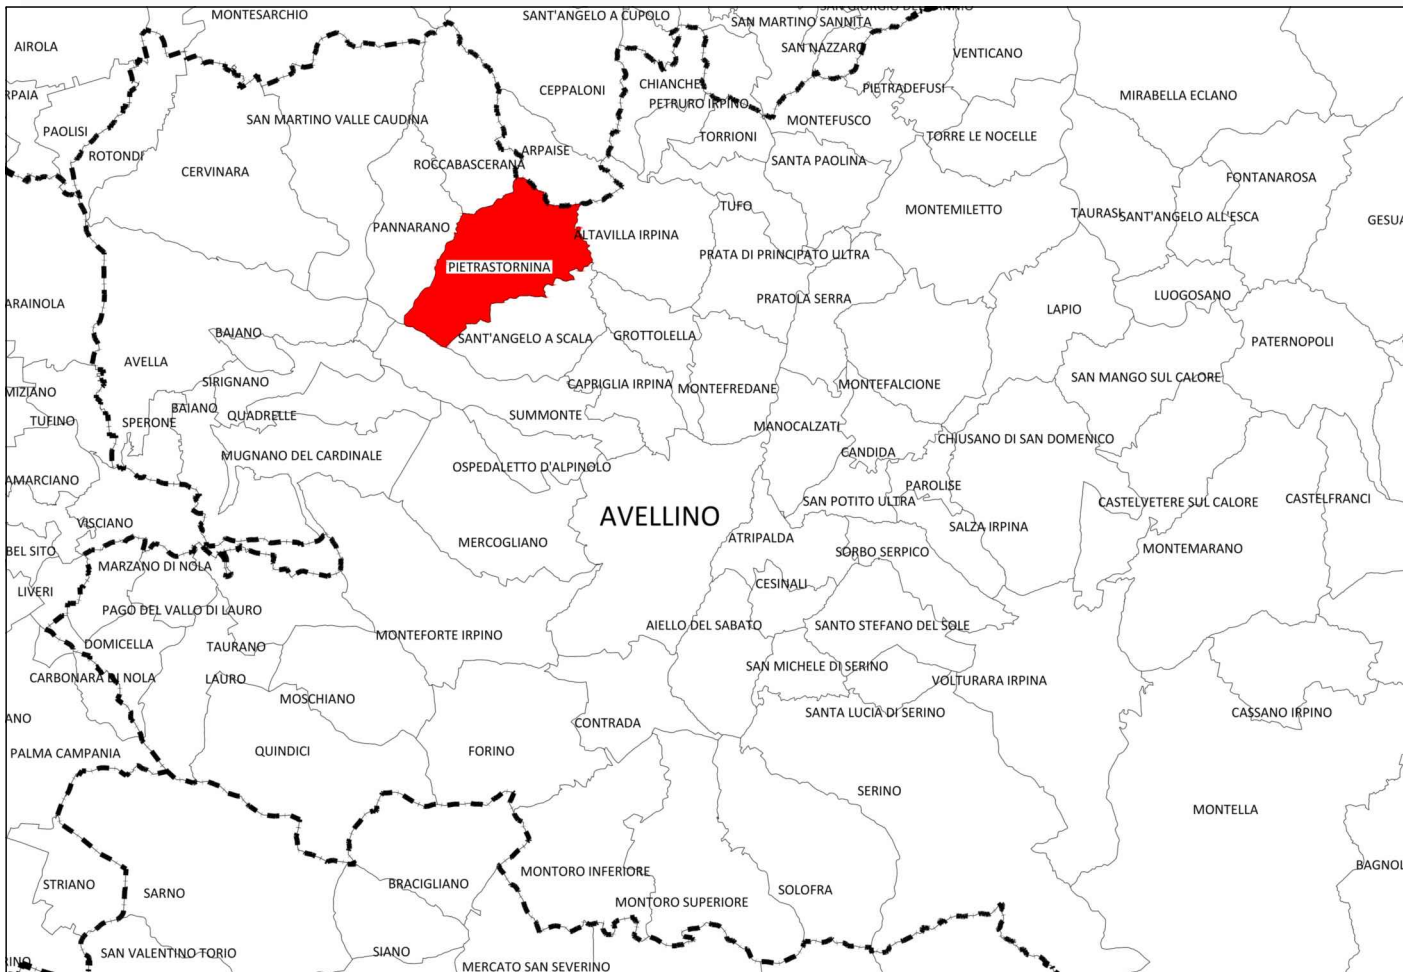 MONTESARCHIO
SANT'ANGELO A CUPOLO
SAN MARTINO SANNITA
AIROLA
SAN NAZZARO
VENTICANO
CHIANCHE
PIETRADEFUSI
CEPPALONI
MIRABELLA ECLANO
PETRURO IRPINO
SAN MARTINO VALLE CAUDINA
MONTEFUSCO
PAOLISI
TORRIONI
TORRE LE NOCELLE
ARPAISE
ROTONDI
ROCCABASCERANA
SANTA PAOLINA
CERVINARA
FONTANAROSA
TUFO
MONTEMILETTO
TAURASI
SANT'ANGELO ALL'ESCA
GESUA
PANNARANO
ALTAVILLA IRPINA
PRATA DI PRINCIPATO ULTRA
PIETRASTORNINA
PRATOLA SERRA
LUOGOSANO
ARAINOLA
LAPIO
BAIANO
SANT'ANGELO A SCALA
GROTTOLELLA
PATERNOPOLI
AVELLA
SAN MANGO SUL CALORE
SIRIGNANO
CAPRIGLIA IRPINA
MONTEFREDANE
MONTEFALCIONE
MIZIANO
BAIANO
QUADRELLE
SUMMONTE
TUFINO
SPERONE
MANOCALZATI
CHIUSANO DI SAN DOMENICO
MUGNANO DEL CARDINALE
CANDIDA
OSPEDALETTO D'ALPINOLO
AMARCIANO
PAROLISE
SAN POTITO ULTRA
CASTELVETERE SUL CALORE
CASTELFRANCI
AVELLINO
VISCIANO
SALZA IRPINA
ATRIPALDA
MERCOGLIANO
MONTEMARANO
BEL SITO
SORBO SERPICO
MARZANO DI NOLA
CESINALI
LIVERI
PAGO DEL VALLO DI LAURO
AIELLO DEL SABATO
SANTO STEFANO DEL SOLE
MONTEFORTE IRPINO
DOMICELLA
TAURANO
SAN MICHELE DI SERINO
CARBONARA DI NOLA
LAURO
VOLTURARA IRPINA
MOSCHIANO
SANTA LUCIA DI SERINO
CASSANO IRPINO
ANO
CONTRADA
PALMA CAMPANIA
QUINDICI
FORINO
SERINO
MONTELLA
BAGNOL
MONTORO INFERIORE
STRIANO
BRACIGLIANO
SOLOFRA
SARNO
MONTORO SUPERIORE
SAN VALENTINO TORIO
SIANO
MERCATO SAN SEVERINO